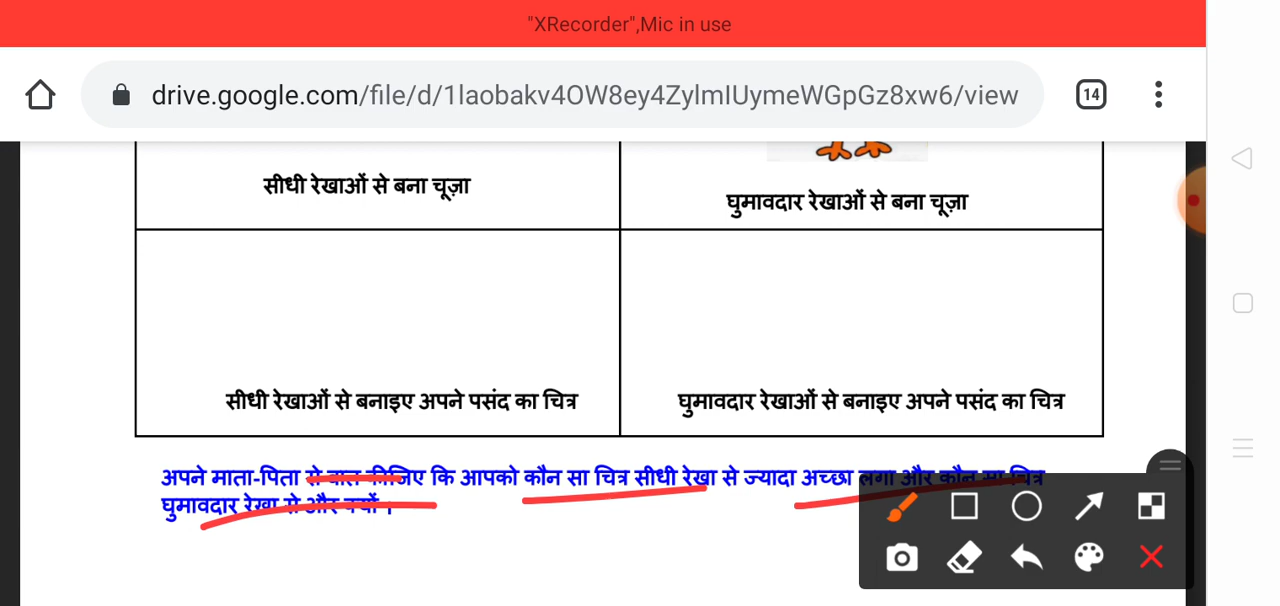 "XRecorder",Mic in use
drive.google.com/file/d/1laobakv4OW8ey4ZylmIUymeWGpGz8xw6/view
14
सीधी रेखाओं से बना चूज़ा
घुमावदार रेखाओं से बना चूज़ा
सीधी रेखाओं से बनाइए अपने पसंद का चित्र
घुमावदार रेखाओं से बनाइए अपने पसंद का चित्र
अपने माता-पिता से बात कीजिए कि आपको कौन सा चित्र सीधी रेखा से ज्यादा अच्छा लगा और कौन सा चित्र
घुमावदार रेखा से और क्यों ।